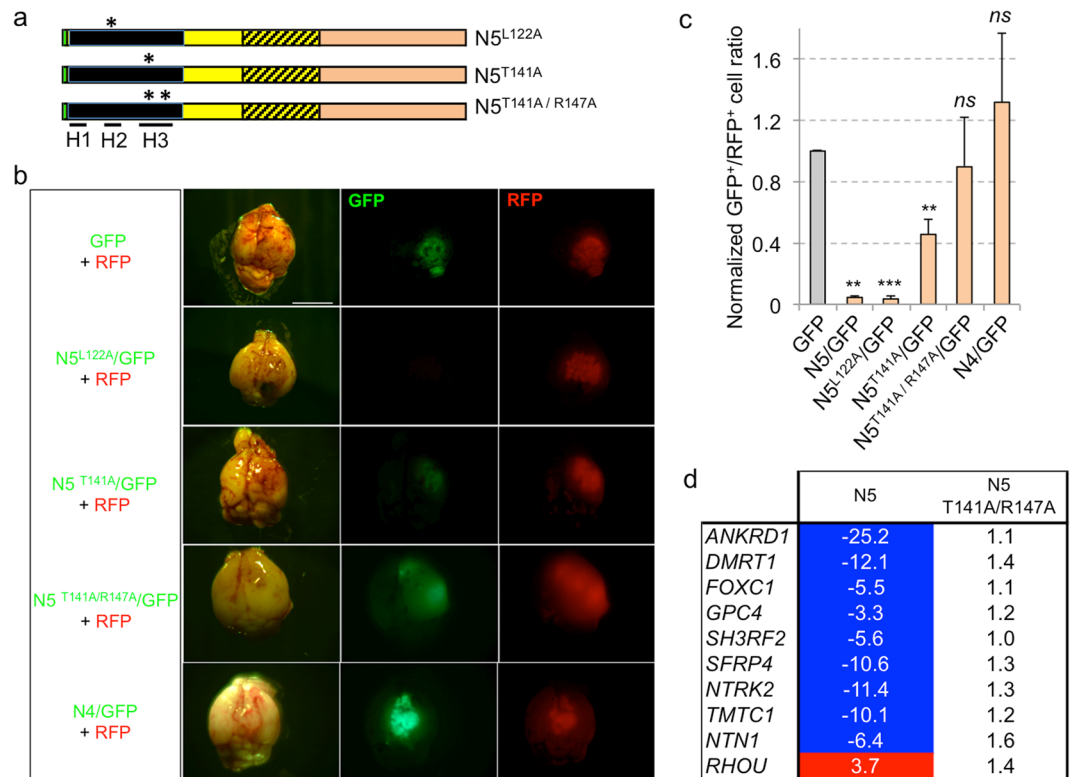 a
*
N5L122A
*
N5T141A
* *
N5T141A / R147A
H1 H2 H3
b
GFP RFP
GFP
+ RFP
N5L122A/GFP
+ RFP
N5 T141A/GFP
+ RFP
N5 T141A/R147A/GFP
+ RFP
N4/GFP
+ RFP
c
Normalized GFP+/RFP+ cell ratio
1.6
1.2
0.8
0.4
0
** *** ** ns ns
GFP
N5/GFP
N5L122A/GFP
N5T141A/GFP
N5T141A / R147A/GFP
N4/GFP
d
N5 N5 T141A/R147A
ANKRD1 -25.2 1.1
DMRT1 -12.1 1.4
FOXC1 -5.5 1.1
GPC4 -3.3 1.2
SH3RF2 -5.6 1.0
SFRP4 -10.6 1.3
NTRK2 -11.4 1.3
TMTC1 -10.1 1.2
NTN1 -6.4 1.6
RHOU 3.7 1.4